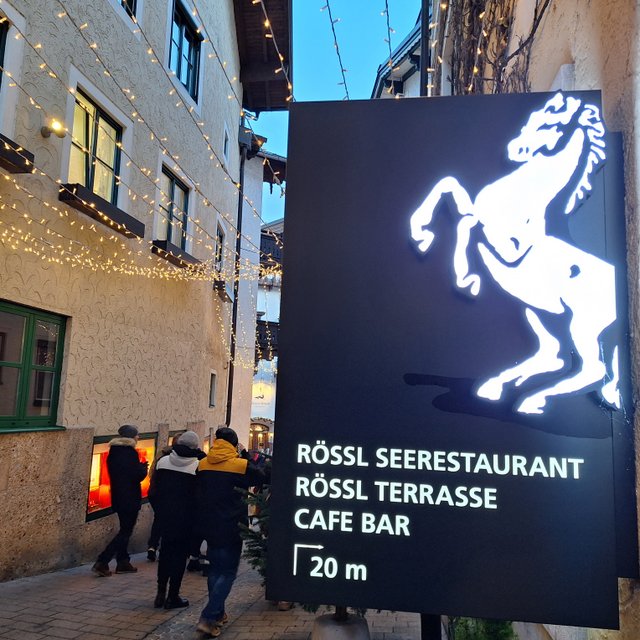 RÖSSL SEERESTAURANT
RÖSSL TERRASSE
CAFE BAR
20 m